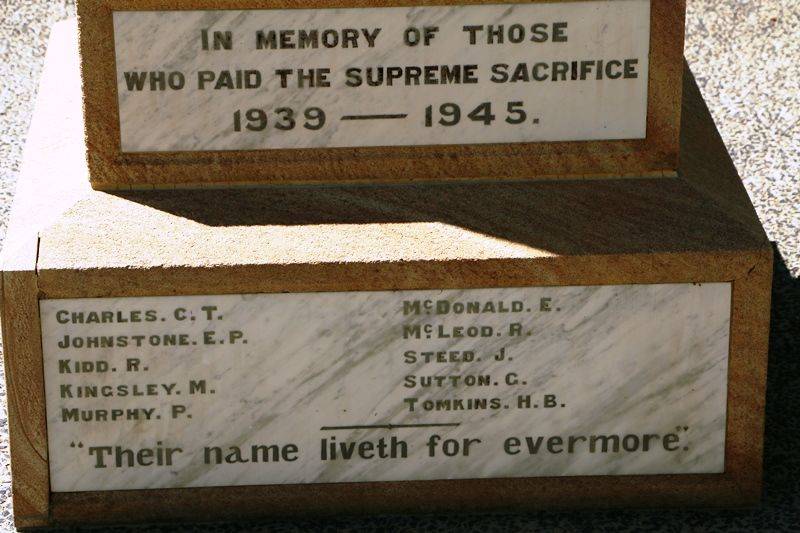 IN MEMORY OF THOSE
WHO PAID THE SUPREME SACRIFICE
1939 — 1945.
CHARLES. C. T.
JOHNSTONE. E. P.
KIDD. R.
KINGSLEY. M.
MURPHY. P.
McDONALD. E.
McLEOD. R.
STEED. J.
SUTTON. G.
TOMKINS. H. B.
"Their name liveth for evermore".